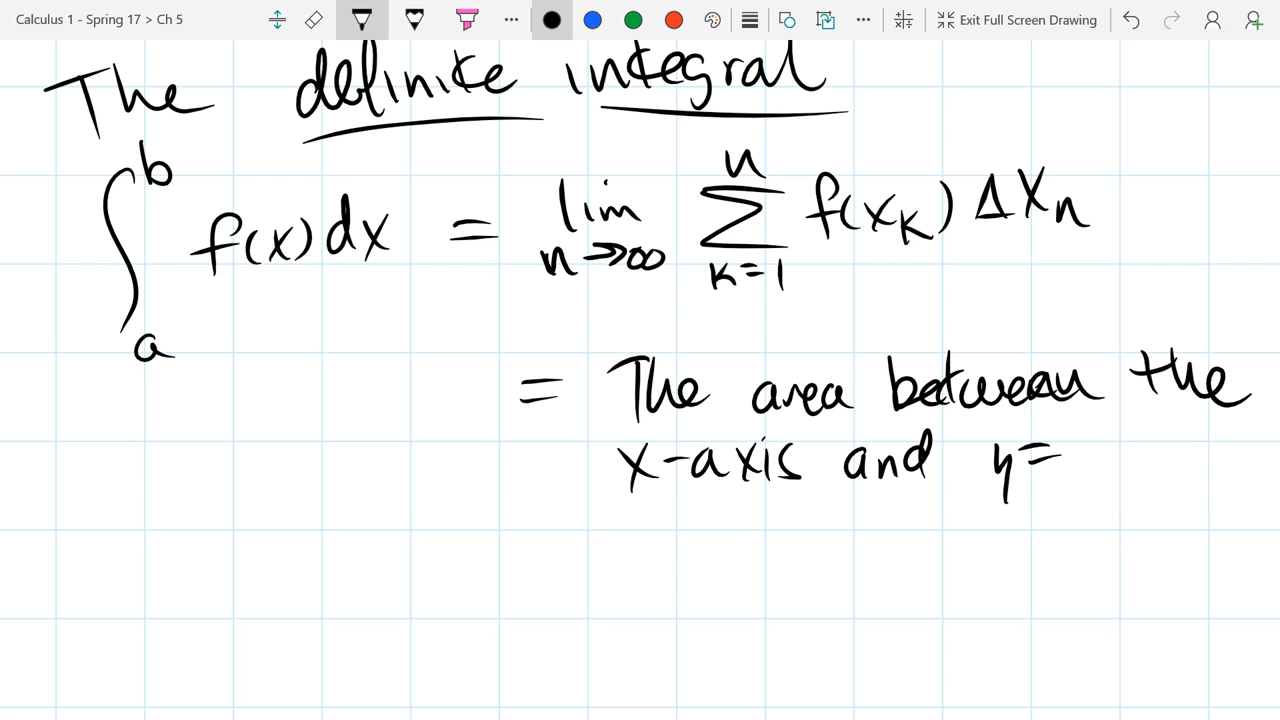 Calculus 1 - Spring 17 > Ch 5 Exit Full Screen Drawing
The definite integral
∫_a^b f(x)dx = lim_{n→∞} ∑_{k=1}^n f(x_k) Δx_n
= The area between the
x-axis and y=